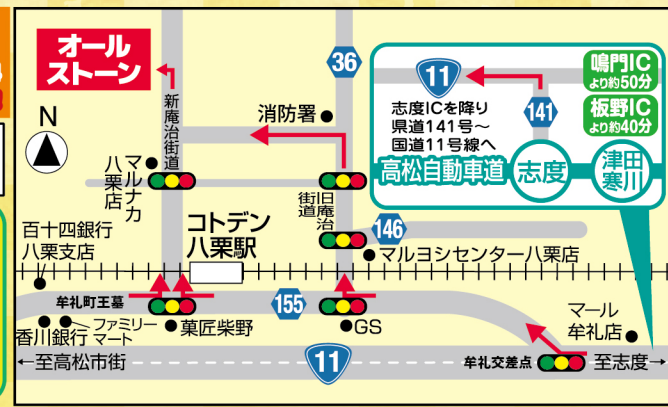 オール
ストーン
N
新庵治街道
36
消防署
11
志度ICを降り
県道141号～
国道11号線へ
141
鳴門IC
より約50分
板野IC
より約40分
高松自動車道
志度
津田
寒川
マルナカ
八栗店
旧庵治
街道
百十四銀行
八栗支店
コトデン
八栗駅
146
マルヨシセンター八栗店
牟礼町王墓
155
香川銀行
ファミリー
マート
菓匠柴野
GS
マール
牟礼店
←至高松市街
11
牟礼交差点
至志度→